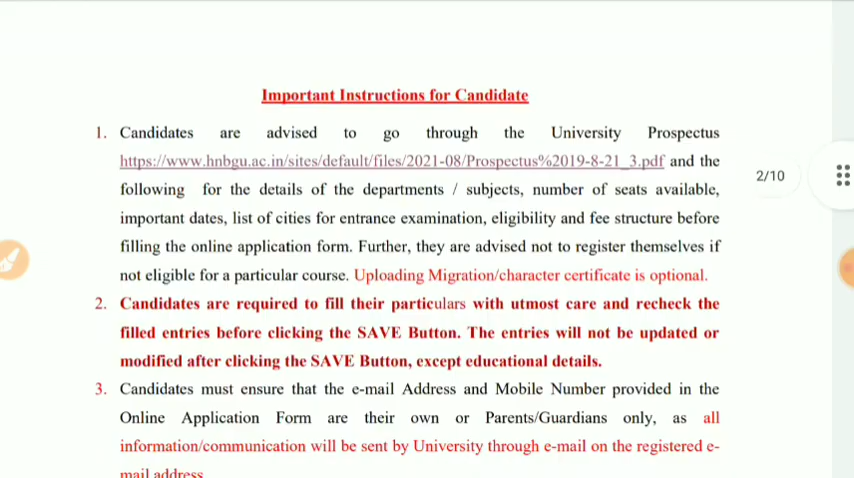 Important Instructions for Candidate
1. Candidates are advised to go through the University Prospectus
https://www.hnbgu.ac.in/sites/default/files/2021-08/Prospectus%2019-8-21_3.pdf and the
following for the details of the departments / subjects, number of seats available,
important dates, list of cities for entrance examination, eligibility and fee structure before
filling the online application form. Further, they are advised not to register themselves if
not eligible for a particular course. Uploading Migration/character certificate is optional.
2. Candidates are required to fill their particulars with utmost care and recheck the
filled entries before clicking the SAVE Button. The entries will not be updated or
modified after clicking the SAVE Button, except educational details.
3. Candidates must ensure that the e-mail Address and Mobile Number provided in the
Online Application Form are their own or Parents/Guardians only, as all
information/communication will be sent by University through e-mail on the registered e-
mail address
2/10